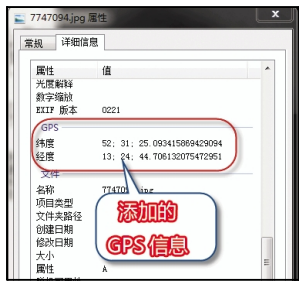 7747094.jpg 属性
x
常规
详细信息
属性 值
光度解释
数字缩放
EXIF 版本 0221
GPS
纬度 52; 31; 25.093415869429094
经度 13; 24; 44.706132075472951
文件
名称
项目类型
文件夹路径
创建日期
修改日期
大小
属性 A
添加的
GPS 信息